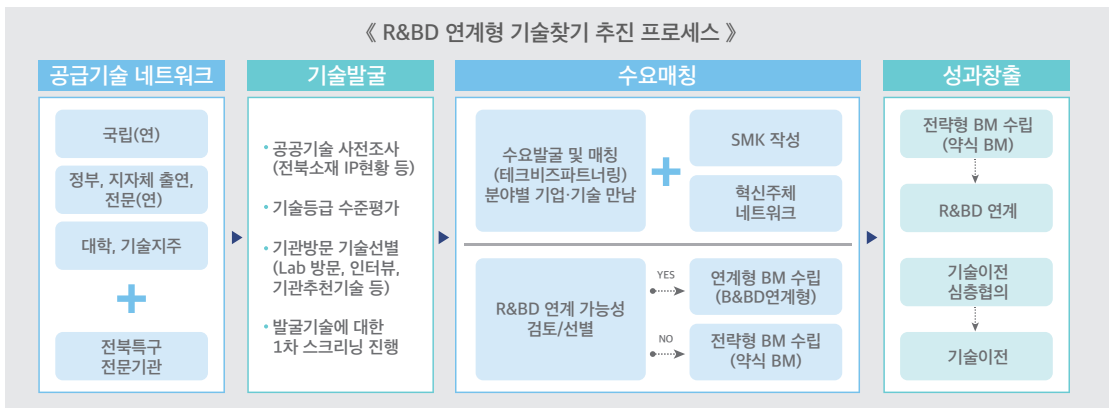 《 R&BD 연계형 기술찾기 추진 프로세스 》
공급기술 네트워크
국립(연)
정부, 지자체 출연,
전문(연)
대학, 기술지주
+
전북특구
전문기관
기술발굴
• 공공기술 사전조사
(전북소재 IP현황 등)
• 기술등급 수준평가
• 기관방문 기술선별
(Lab 방문, 인터뷰,
기관추천기술 등)
• 발굴기술에 대한
1차 스크리닝 진행
수요매칭
수요발굴 및 매칭
(테크비즈파트너링)
분야별 기업·기술 만남
+
SMK 작성
혁신주체
네트워크
R&BD 연계 가능성
검토/선별
YES
연계형 BM 수립
(B&BD연계형)
NO
전략형 BM 수립
(약식 BM)
성과창출
전략형 BM 수립
(약식 BM)
R&BD 연계
기술이전
심층협의
기술이전